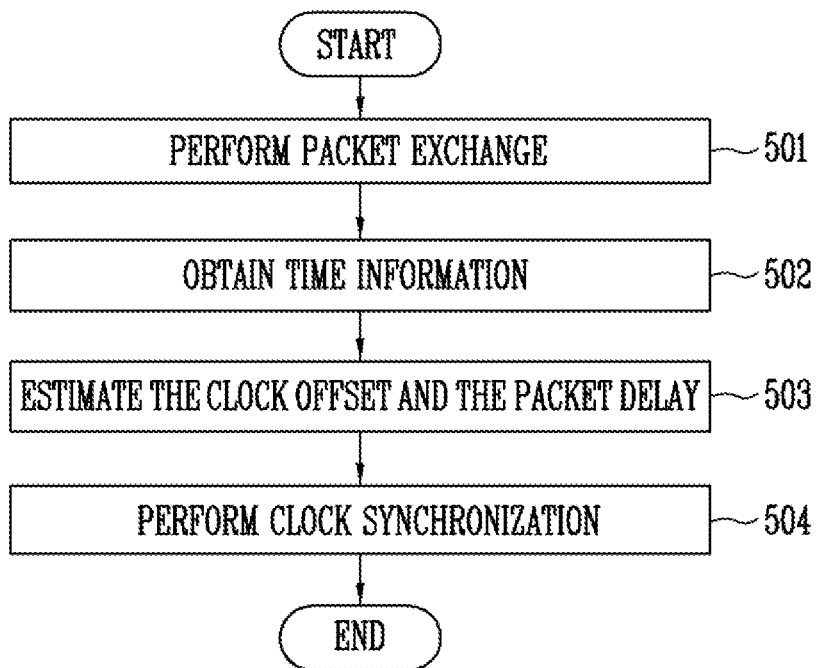 START
PERFORM PACKET EXCHANGE 501
OBTAIN TIME INFORMATION 502
ESTIMATE THE CLOCK OFFSET AND THE PACKET DELAY 503
PERFORM CLOCK SYNCHRONIZATION 504
END